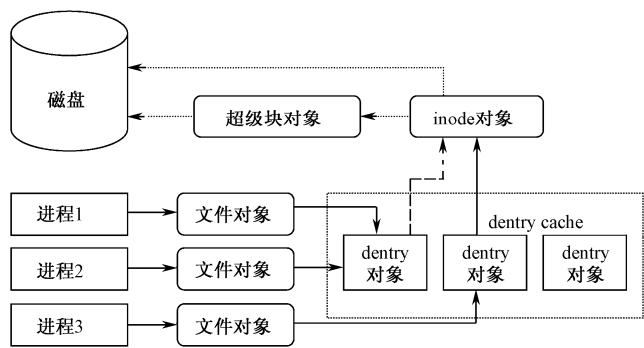 磁盘
超级块对象
inode对象
进程1
文件对象
dentry cache
进程2
文件对象
dentry
对象
dentry
对象
dentry
对象
进程3
文件对象